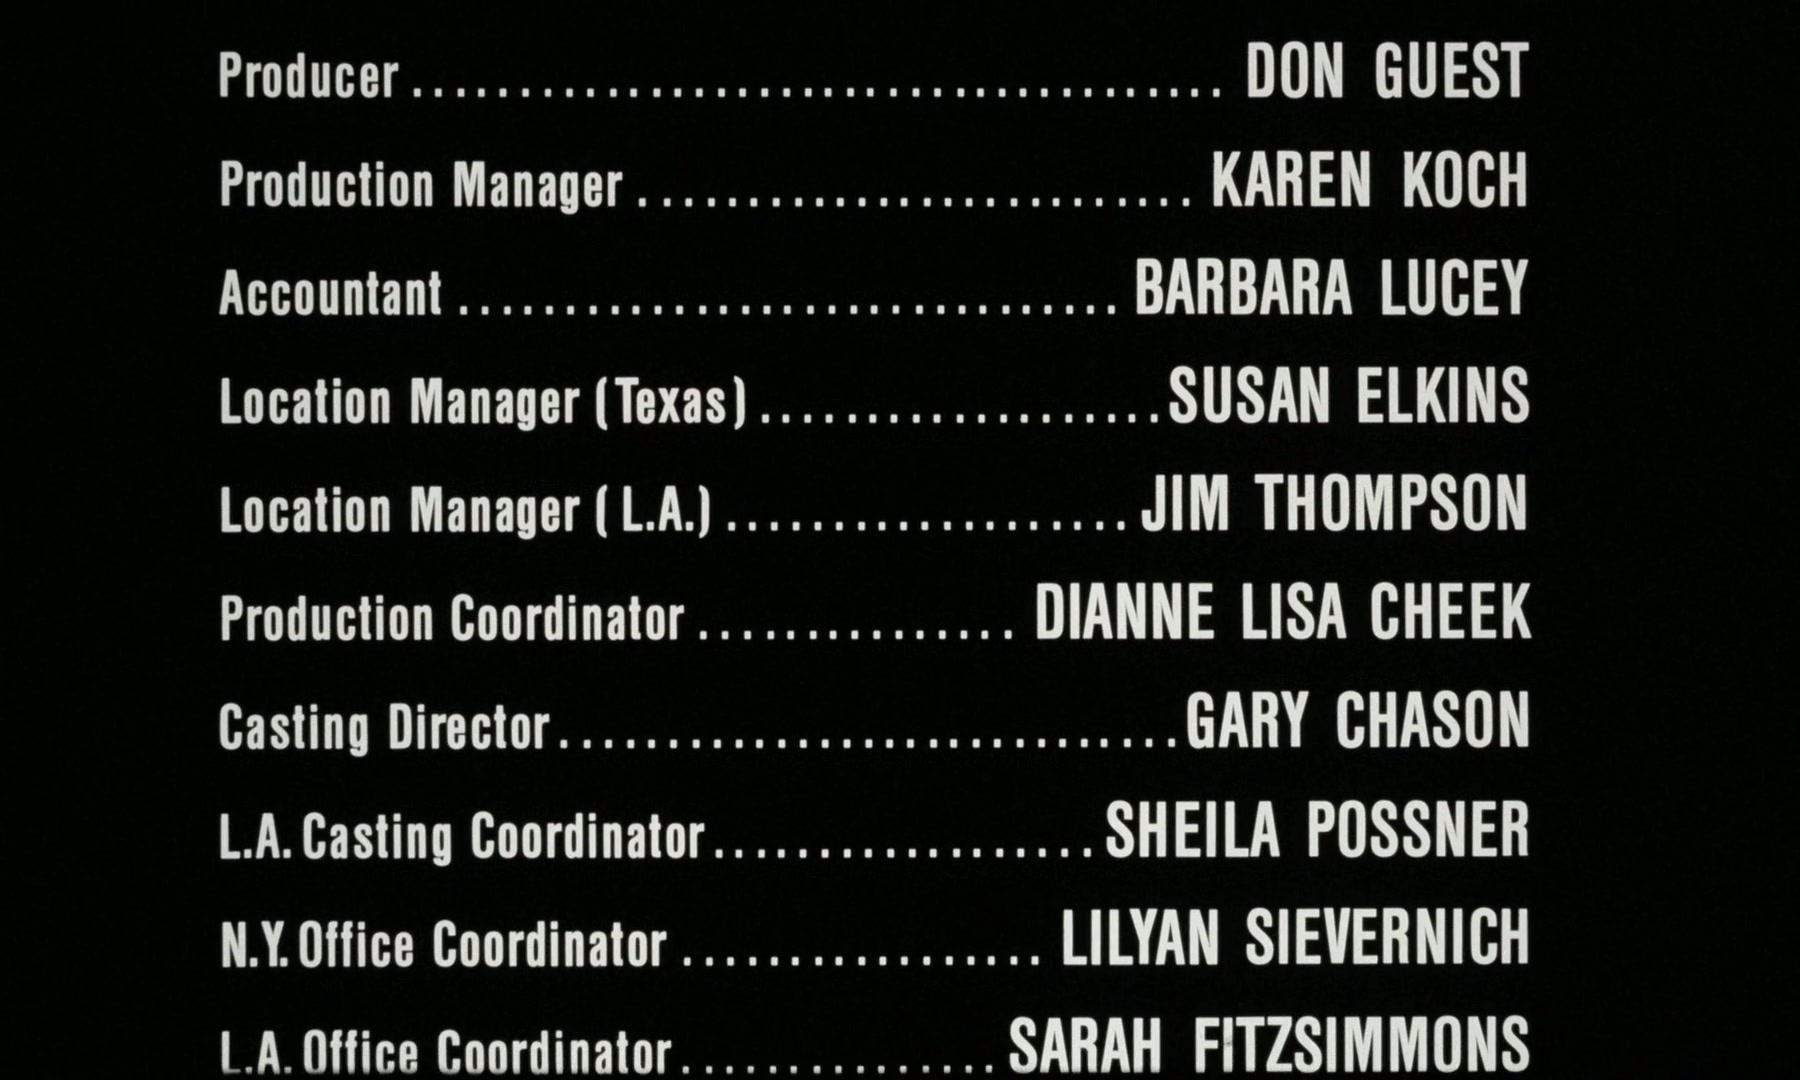 Producer ...................................... DON GUEST
Production Manager .......................... KAREN KOCH
Accountant ............................... BARBARA LUCEY
Location Manager (Texas) ................... SUSAN ELKINS
Location Manager ( L.A.) ................... JIM THOMPSON
Production Coordinator ............... DIANNE LISA CHEEK
Casting Director ............................. GARY CHASON
L.A. Casting Coordinator .................. SHEILA POSSNER
N.Y. Office Coordinator ................. LILYAN SIEVERNICH
L.A. Office Coordinator ............... SARAH FITZSIMMONS